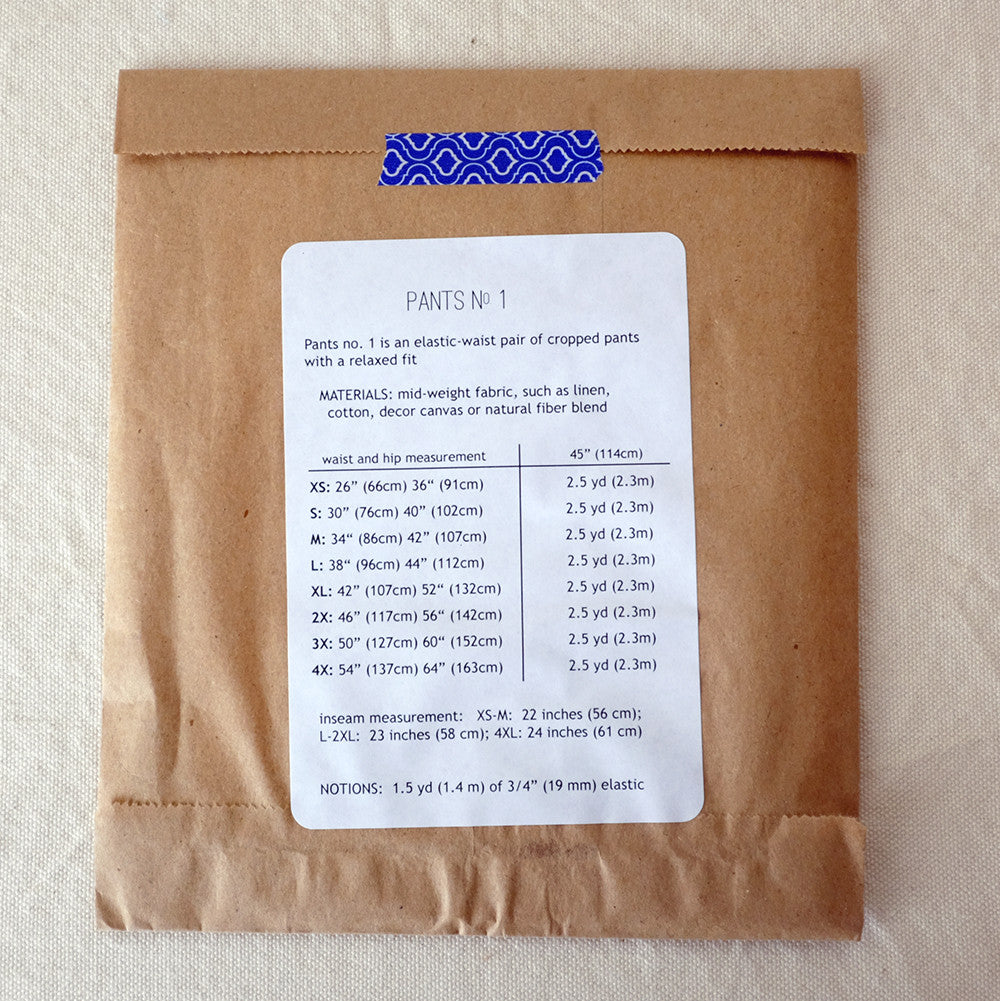 PANTS Nº 1
Pants no. 1 is an elastic-waist pair of cropped pants
with a relaxed fit
MATERIALS: mid-weight fabric, such as linen,
cotton, decor canvas or natural fiber blend
waist and hip measurement 45” (114cm)
XS: 26” (66cm) 36“ (91cm) 2.5 yd (2.3m)
S: 30” (76cm) 40” (102cm) 2.5 yd (2.3m)
M: 34“ (86cm) 42” (107cm) 2.5 yd (2.3m)
L: 38“ (96cm) 44” (112cm) 2.5 yd (2.3m)
XL: 42” (107cm) 52“ (132cm) 2.5 yd (2.3m)
2X: 46” (117cm) 56“ (142cm) 2.5 yd (2.3m)
3X: 50” (127cm) 60“ (152cm) 2.5 yd (2.3m)
4X: 54” (137cm) 64” (163cm) 2.5 yd (2.3m)
inseam measurement: XS-M: 22 inches (56 cm);
L-2XL: 23 inches (58 cm); 4XL: 24 inches (61 cm)
NOTIONS: 1.5 yd (1.4 m) of 3/4” (19 mm) elastic